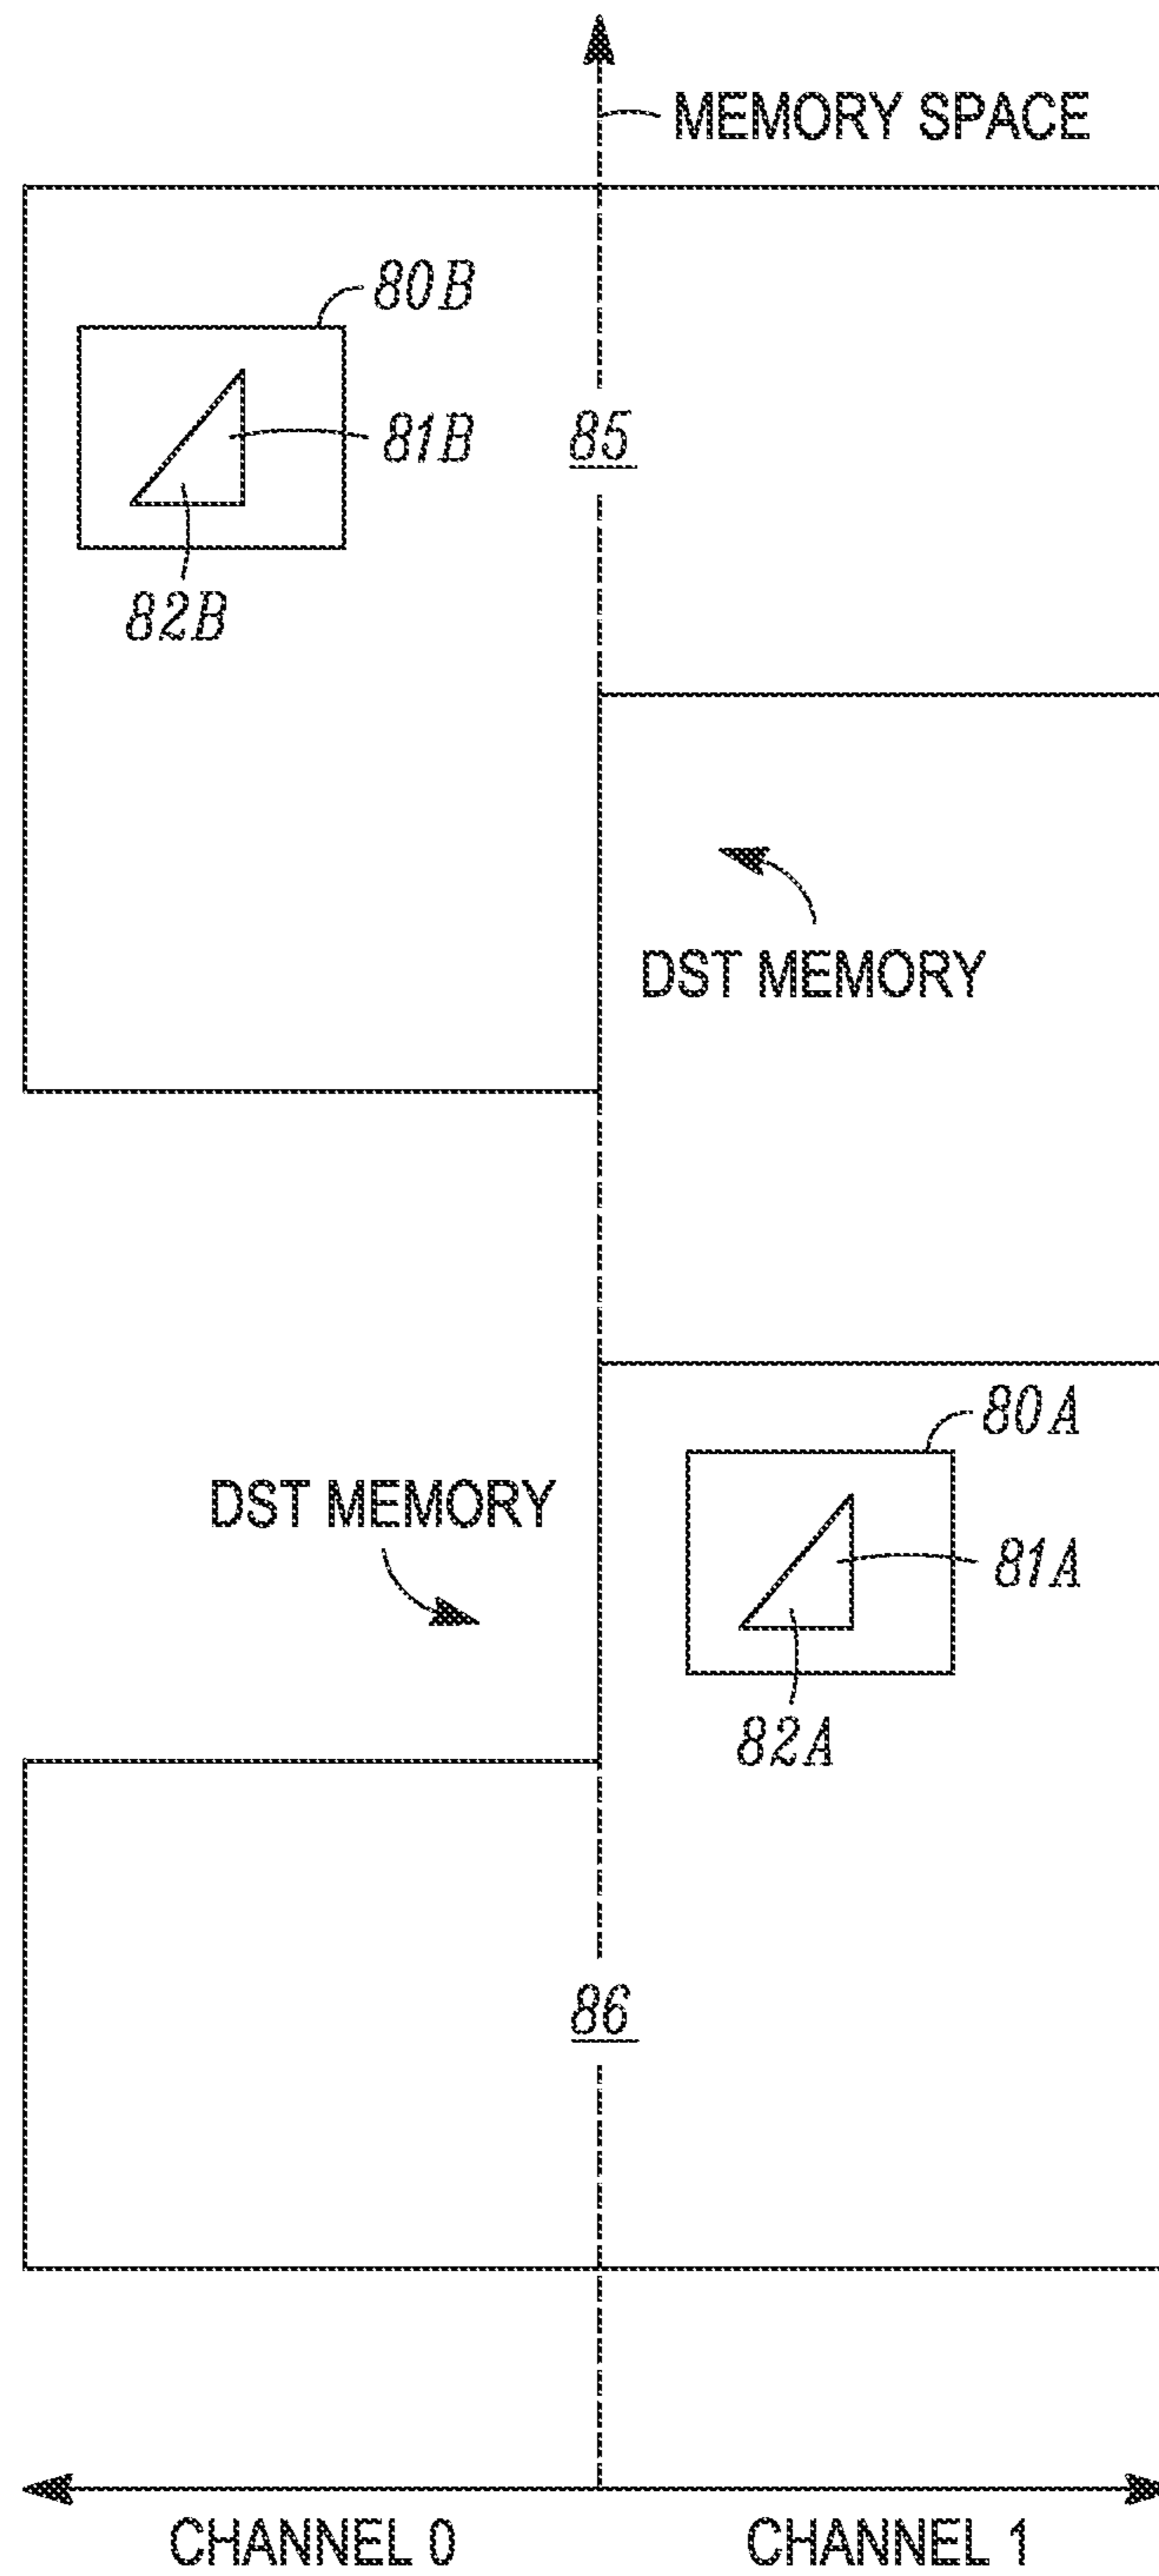 MEMORY SPACE
80B
81B
85
82B
DST MEMORY
80A
DST MEMORY
81A
82A
86
CHANNEL 0
CHANNEL 1